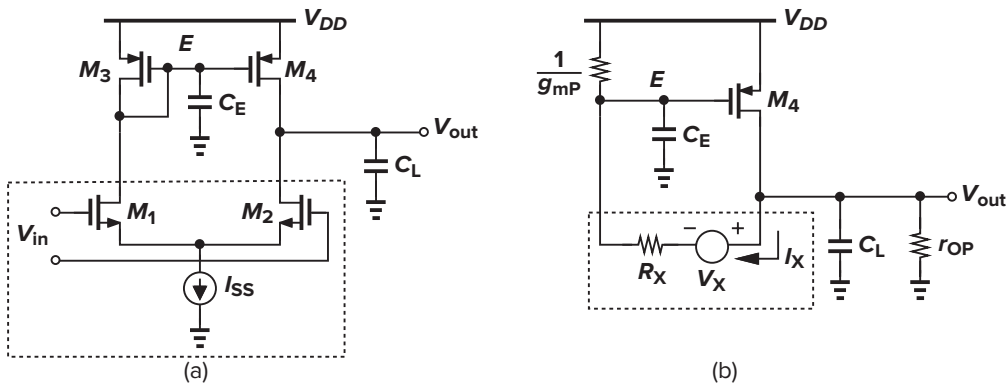 V_DD
E
M_3
M_4
C_E
V_out
C_L
M_1
M_2
V_in
I_SS
(a)
V_DD
1
g_mP
E
M_4
C_E
V_out
− +
R_X
V_X
I_X
C_L
r_OP
(b)